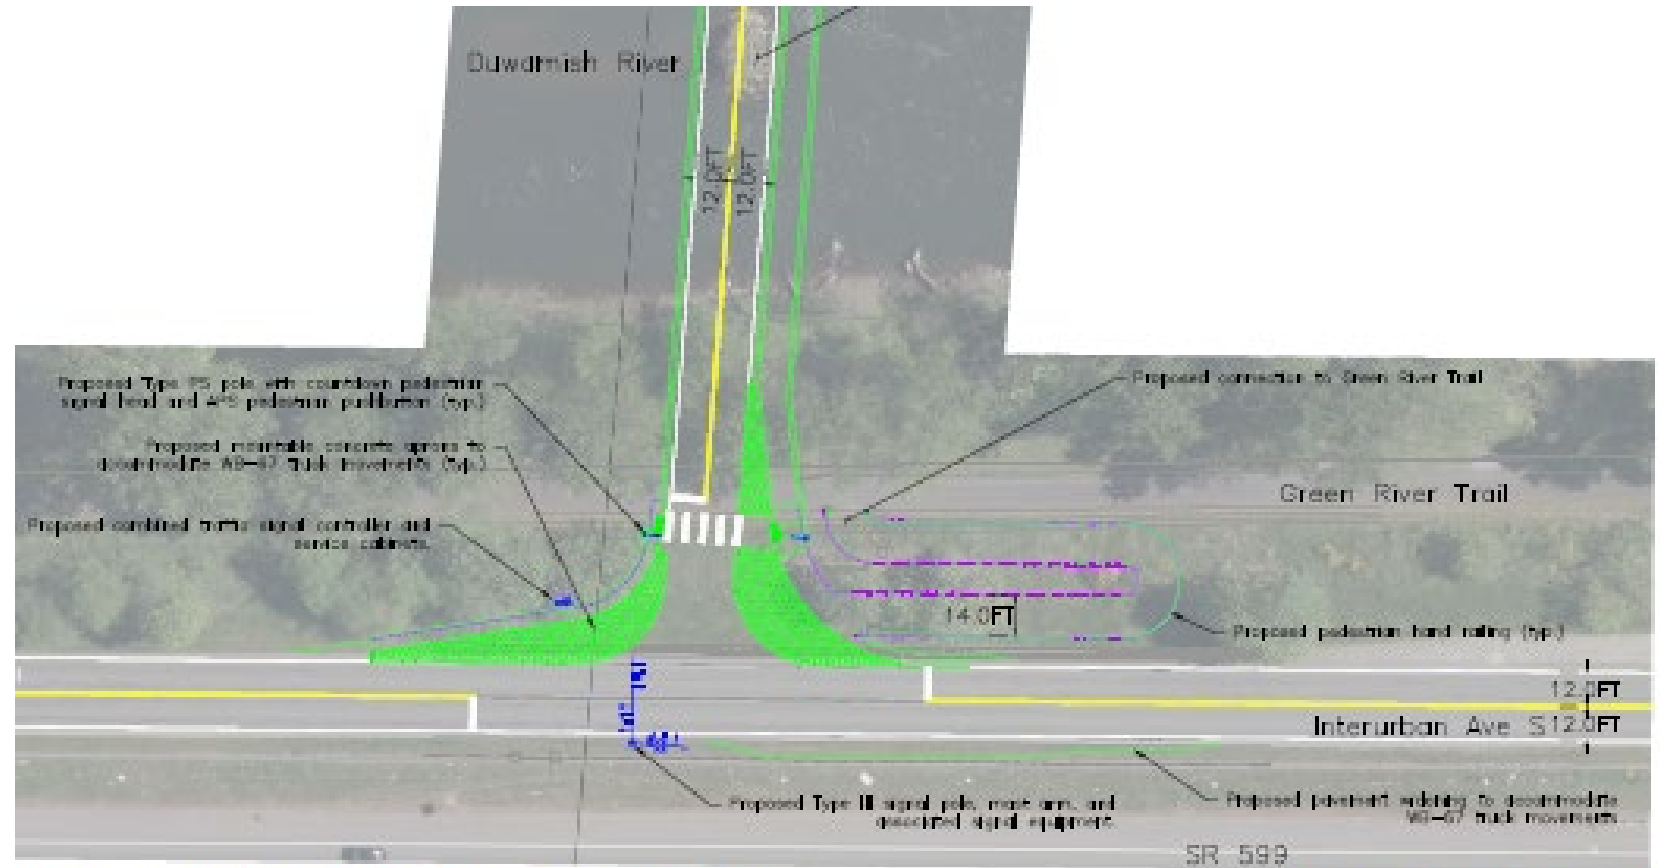 Duwamish River
12.0FT
12.0FT
Proposed Type PS pole with countdown pedestrian
signal head and APS pedestrian pushbutton (typ.)
Proposed connection to Green River Trail
Proposed mountable concrete aprons to
accommodate WB-67 truck movements (typ.)
Green River Trail
Proposed combined traffic signal controller and
service cabinets.
14.0FT
Proposed pedestrian hand railing (typ.)
12.0FT
Interurban Ave S
12.0FT
Proposed Type III signal pole, mast arm, and
associated signal equipment.
Proposed pavement widening to accommodate
WB-67 truck movements.
SR 599